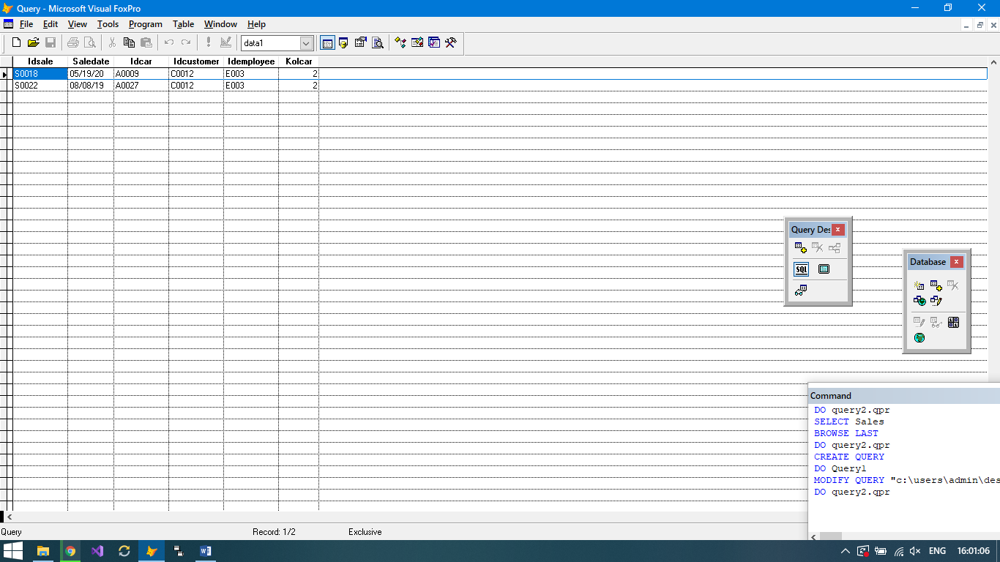 Query - Microsoft Visual FoxPro
File Edit View Tools Program Table Window Help
data1
Idsale Saledate Idcar Idcustomer Idemployee Kolcar
S0018 05/19/20 A0009 C0012 E003 2
S0022 08/08/19 A0027 C0012 E003 2
Query Des
SQL
Database
Command
DO query2.qpr
SELECT Sales
BROWSE LAST
DO query2.qpr
CREATE QUERY
DO Query1
MODIFY QUERY "c:\users\admin\des
DO query2.qpr
Query Record: 1/2 Exclusive
ENG 16:01:06